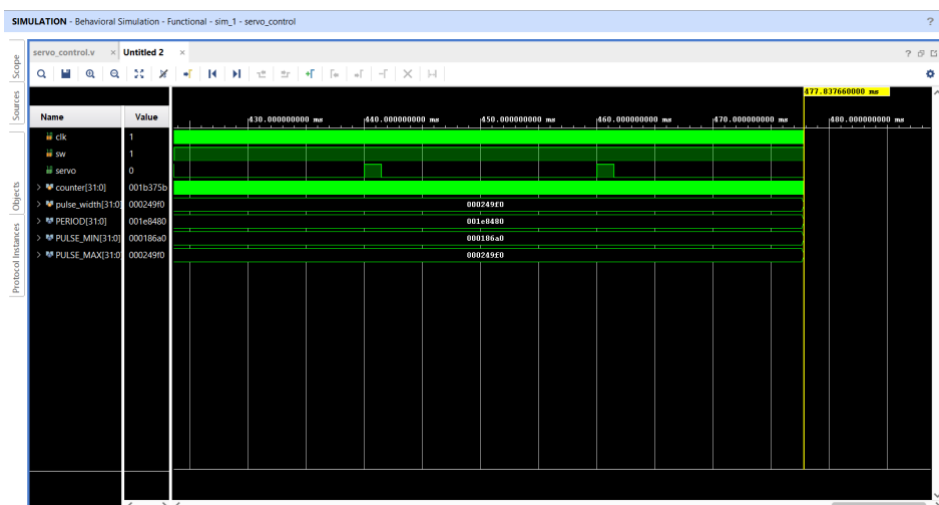 SIMULATION - Behavioral Simulation - Functional - sim_1 - servo_control ?
servo_control.v × Untitled 2 × ?
Scope
Sources
Objects
Protocol Instances
477.837660000 ms
Name Value
430.000000000 ms 440.000000000 ms 450.000000000 ms 460.000000000 ms 470.000000000 ms 480.000000000 ms
clk 1
sw 1
servo 0
> counter[31:0] 001b375b
> pulse_width[31:0] 000249f0 000249f0
> PERIOD[31:0] 001e8480 001e8480
> PULSE_MIN[31:0] 000186a0 000186a0
> PULSE_MAX[31:0] 000249f0 000249f0